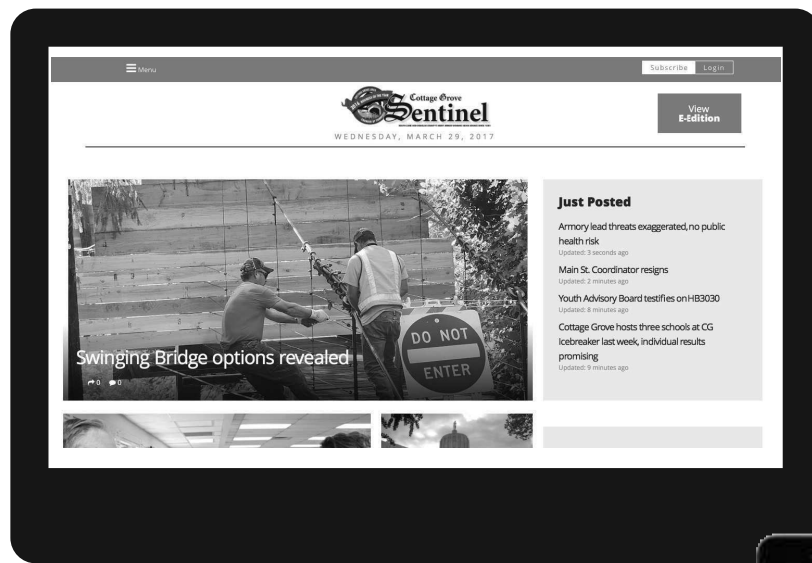 Menu
Subscribe Login
Cottage Grove
Sentinel
WEDNESDAY, MARCH 29, 2017
View
E-Edition
Swinging Bridge options revealed
0 0
DO NOT
ENTER
Just Posted
Armory lead threats exaggerated, no public
health risk
Updated: 3 seconds ago
Main St. Coordinator resigns
Updated: 2 minutes ago
Youth Advisory Board testifies on HB3030
Updated: 8 minutes ago
Cottage Grove hosts three schools at CG
Icebreaker last week, individual results
promising
Updated: 9 minutes ago